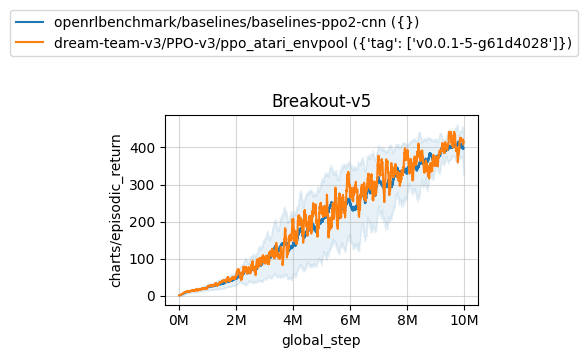 openrlbenchmark/baselines/baselines-ppo2-cnn ({})
dream-team-v3/PPO-v3/ppo_atari_envpool ({'tag': ['v0.0.1-5-g61d4028']})
Breakout-v5
charts/episodic_return
400
300
200
100
0
0M 2M 4M 6M 8M 10M
global_step